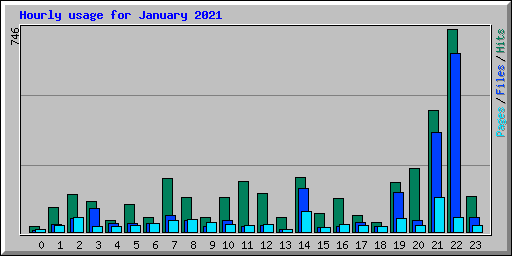 Hourly usage for January 2021
746
Pages/Files/Hits
0 1 2 3 4 5 6 7 8 9 10 11 12 13 14 15 16 17 18 19 20 21 22 23